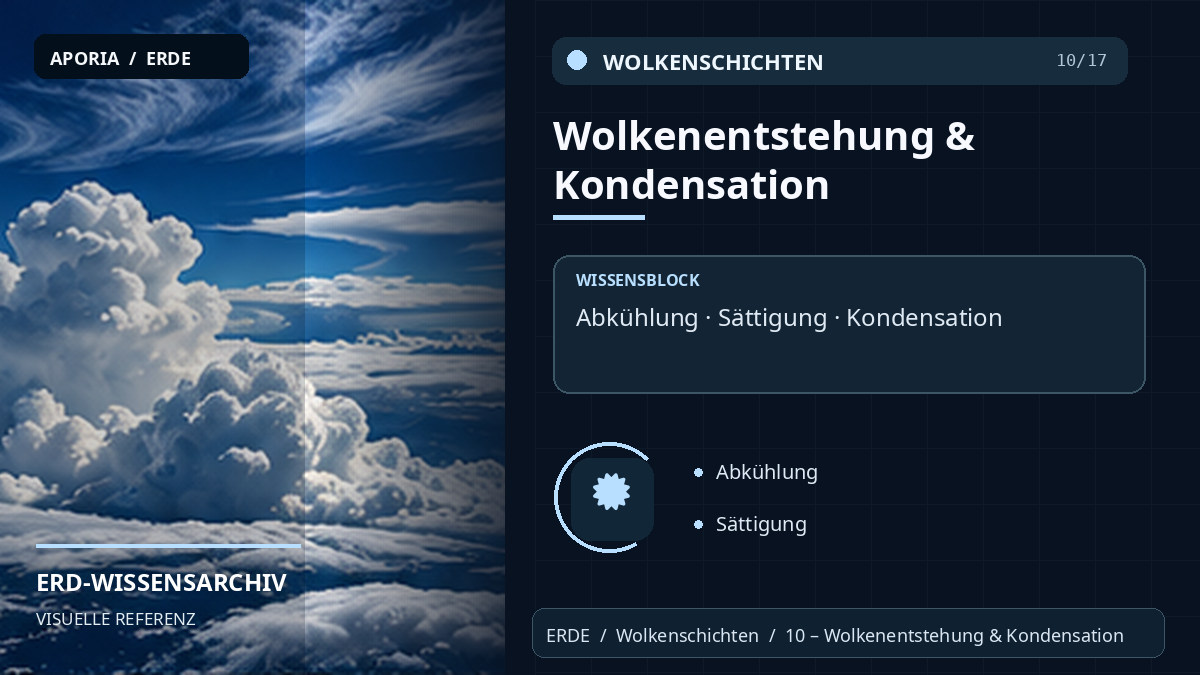 APORIA / ERDE
WOLKENSCHICHTEN
10/17
Wolkenentstehung &
Kondensation
WISSENSBLOCK
Abkühlung · Sättigung · Kondensation
Abkühlung
Sättigung
ERD-WISSENSARCHIV
VISUELLE REFERENZ
ERDE / Wolkenschichten / 10 – Wolkenentstehung & Kondensation